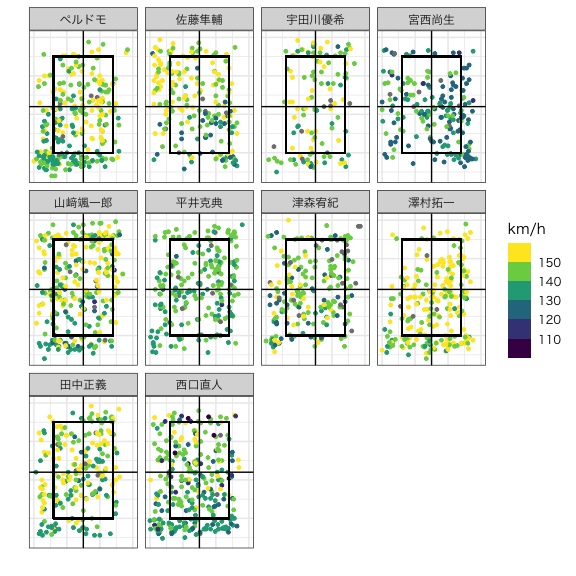 ペルドモ
佐藤隼輔
宇田川優希
宮西尚生
山﨑颯一郎
平井克典
津森宥紀
澤村拓一
km/h
150
140
130
120
110
田中正義
西口直人